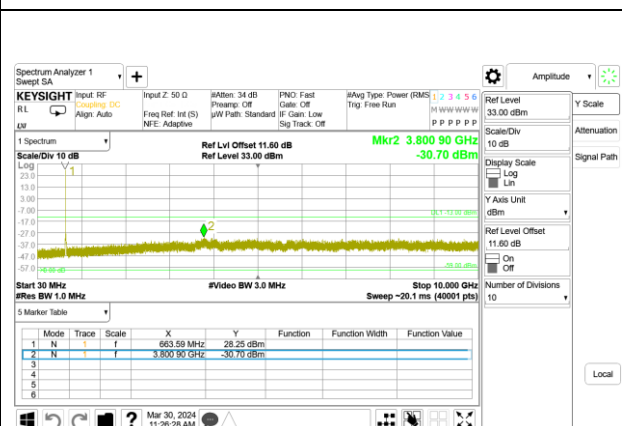 Spectrum Analyzer 1
Swept SA
Amplitude
KEYSIGHT
Input: RF
Coupling: DC
Align: Auto
Input Z: 50 Ω
Freq Ref: Int (S)
NFE: Adaptive
#Atten: 34 dB
Preamp: Off
µW Path: Standard
PNO: Fast
Gate: Off
IF Gain: Low
Sig Track: Off
#Avg Type: Power (RMS
Trig: Free Run
1 2 3 4 5 6
M W W W W W
P P P P P P
RL
Ref Level
33.00 dBm
Y Scale
1 Spectrum
Scale/Div 10 dB
Ref Lvl Offset 11.60 dB
Ref Level 33.00 dBm
Mkr2 3.800 90 GHz
-30.70 dBm
Scale/Div
10 dB
Attenuation
Log
23.0
13.0
3.00
-7.00
-17.0
-27.0
-37.0
-47.0
-57.0
1
2
Display Scale
Log
Lin
Signal Path
Y Axis Unit
dBm
Ref Level Offset
11.60 dB
On
Off
Start 30 MHz
#Res BW 1.0 MHz
#Video BW 3.0 MHz
Stop 10.000 GHz
Sweep ~20.1 ms (40001 pts)
Number of Divisions
10
5 Marker Table
Mode Trace Scale X Y Function Function Width Function Value
1 N 1 f 663.59 MHz 28.25 dBm
2 N 1 f 3.800 90 GHz -30.70 dBm
3
4
5
6
Local
?
Mar 30, 2024
11:26:28 AM